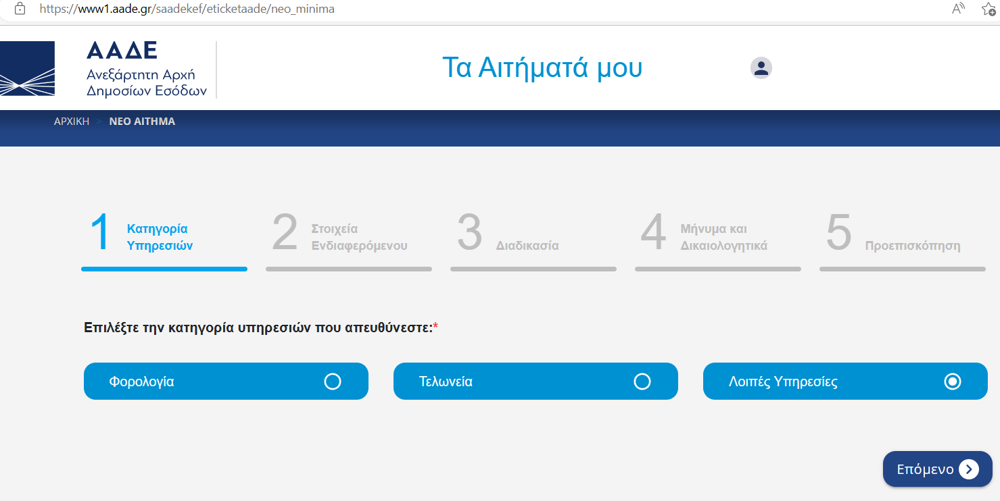 https://www1.aade.gr/saadekef/eticketaade/neo_minima
ΑΑΔΕ
Ανεξάρτητη Αρχή
Δημοσίων Εσόδων
Τα Αιτήματά μου
ΑΡΧΙΚΗ > ΝΕΟ ΑΙΤΗΜΑ
1 Κατηγορία
Υπηρεσιών
2 Στοιχεία
Ενδιαφερόμενου
3 Διαδικασία
4 Μήνυμα και
Δικαιολογητικά
5 Προεπισκόπηση
Επιλέξτε την κατηγορία υπηρεσιών που απευθύνεστε:*
Φορολογία
Τελωνεία
Λοιπές Υπηρεσίες
Επόμενο